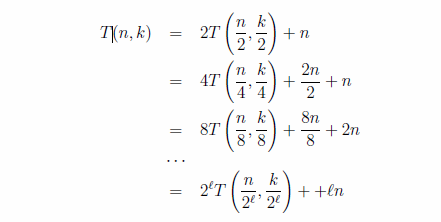 T(n, k) = 2T(n/2, k/2) + n
= 4T(n/4, k/4) + 2n/2 + n
= 8T(n/8, k/8) + 8n/8 + 2n
...
= 2^ℓ T(n/2^ℓ, k/2^ℓ) + +ℓn